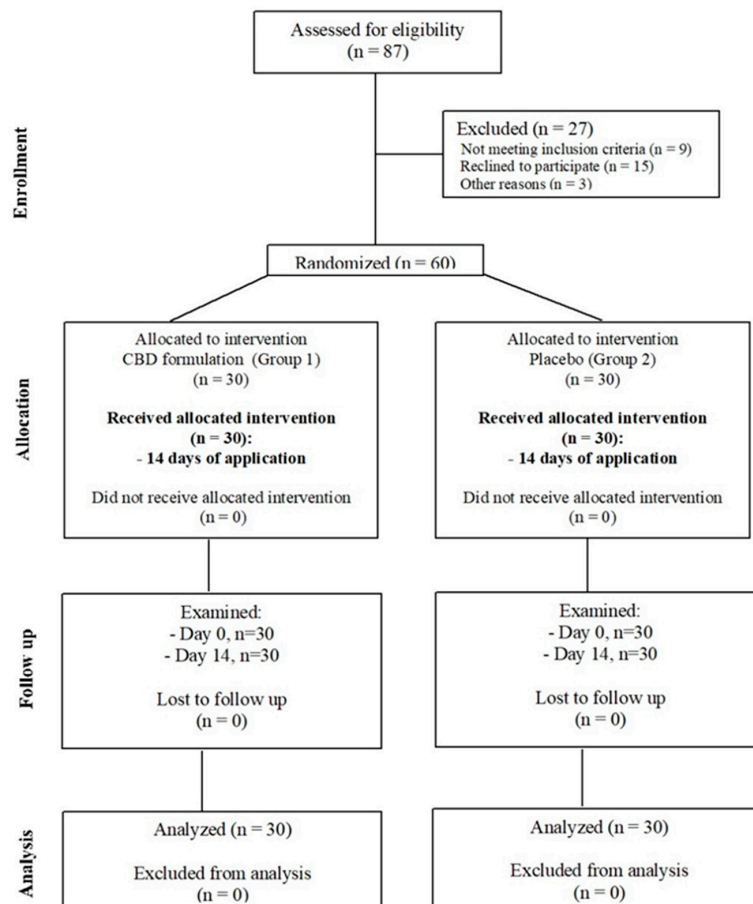 Assessed for eligibility
(n = 87)
Enrollment
Excluded (n = 27)
Not meeting inclusion criteria (n = 9)
Reclined to participate (n = 15)
Other reasons (n = 3)
Randomized (n = 60)
Allocation
Allocated to intervention
CBD formulation (Group 1)
(n = 30)
Received allocated intervention
(n = 30):
- 14 days of application
Did not receive allocated intervention
(n = 0)
Allocated to intervention
Placebo (Group 2)
(n = 30)
Received allocated intervention
(n = 30):
- 14 days of application
Did not receive allocated intervention
(n = 0)
Follow up
Examined:
- Day 0, n=30
- Day 14, n=30
Lost to follow up
(n = 0)
Examined:
- Day 0, n=30
- Day 14, n=30
Lost to follow up
(n = 0)
Analysis
Analyzed (n = 30)
Excluded from analysis
(n = 0)
Analyzed (n = 30)
Excluded from analysis
(n = 0)